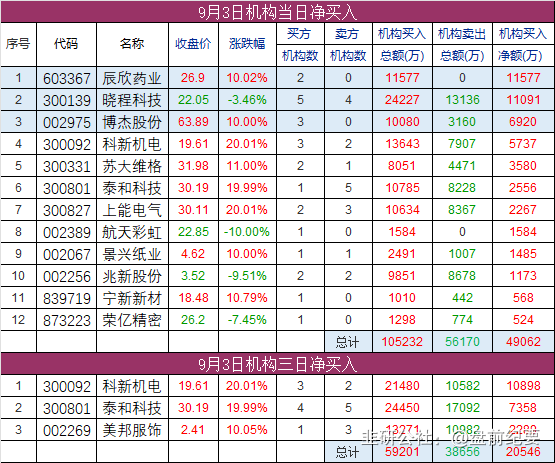 9月3日机构当日净买入
序号 代码 名称 收盘价 涨跌幅 买方机构数 卖方机构数 机构买入总额(万) 机构卖出总额(万) 机构买入净额(万)
1 603367 辰欣药业 26.9 10.02% 2 0 11577 0 11577
2 300139 晓程科技 22.05 -3.46% 5 4 24227 13136 11091
3 002975 博杰股份 63.89 10.00% 3 0 10080 3160 6920
4 300092 科新机电 19.61 20.01% 3 2 13643 7907 5737
5 300331 苏大维格 31.98 11.00% 2 1 8051 4471 3580
6 300801 泰和科技 30.19 19.99% 1 5 10785 8228 2556
7 300827 上能电气 30.11 20.01% 2 3 10634 8367 2267
8 002389 航天彩虹 22.85 -10.00% 1 0 1584 0 1584
9 002067 景兴纸业 4.62 10.00% 1 1 2491 1007 1485
10 002256 兆新股份 3.52 -9.51% 2 2 9851 8678 1173
11 839719 宁新新材 18.48 10.79% 1 0 1010 442 568
12 873223 荣亿精密 26.2 -7.45% 1 0 1298 774 524
总计 105232 56170 49062
9月3日机构三日净买入
1 300092 科新机电 19.61 20.01% 3 2 21480 10582 10898
2 300801 泰和科技 30.19 19.99% 4 5 24450 17092 7358
3 002269 美邦服饰 2.41 10.05% 1 3 13271 10982
总计 59201 38656 20546
韭研公社：@盘前纪要